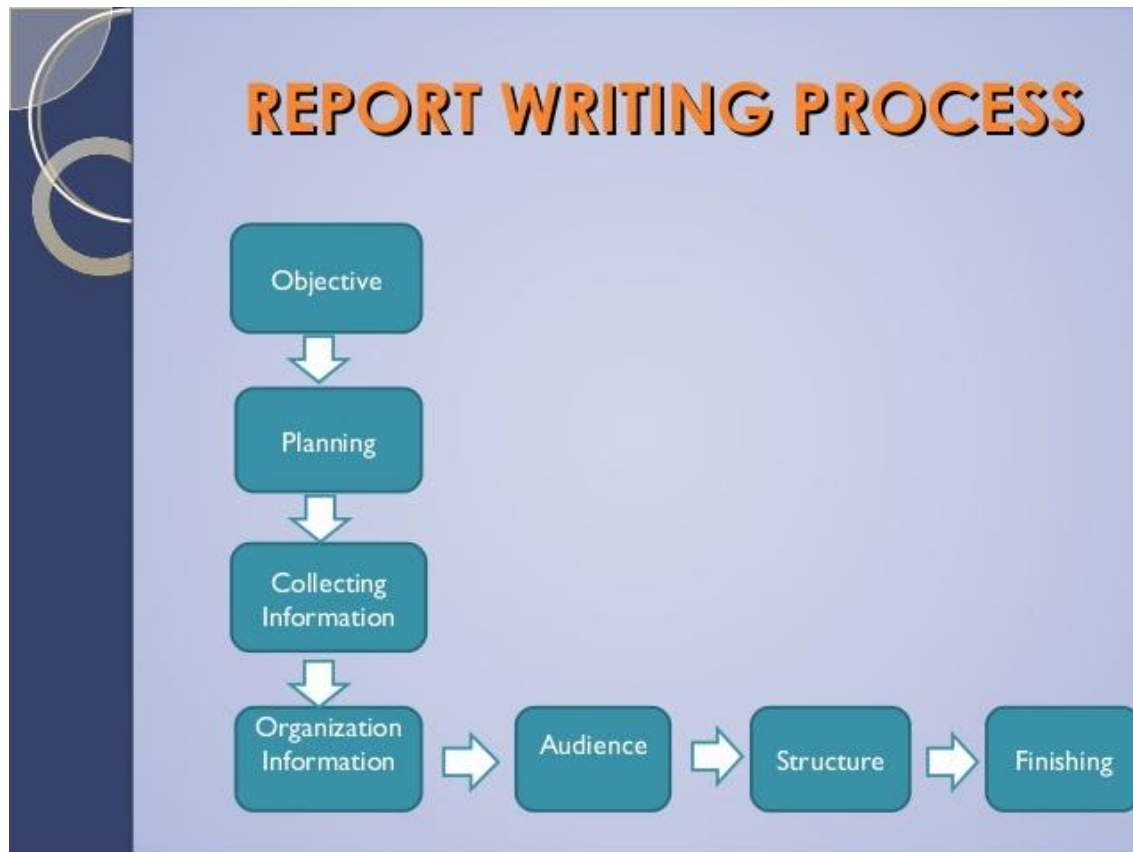 REPORT WRITING PROCESS
Objective
Planning
Collecting
Information
Organization
Information
Audience
Structure
Finishing